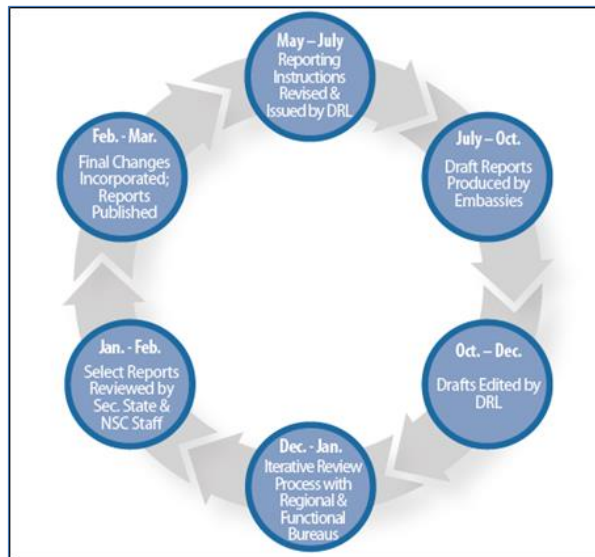 May – July
Reporting
Instructions
Revised &
Issued by DRL
July – Oct.
Draft Reports
Produced by
Embassies
Oct. – Dec.
Drafts Edited by
DRL
Dec. - Jan.
Iterative Review
Process with
Regional &
Functional
Bureaus
Jan. - Feb.
Select Reports
Reviewed by
Sec. State &
NSC Staff
Feb. - Mar.
Final Changes
Incorporated;
Reports
Published